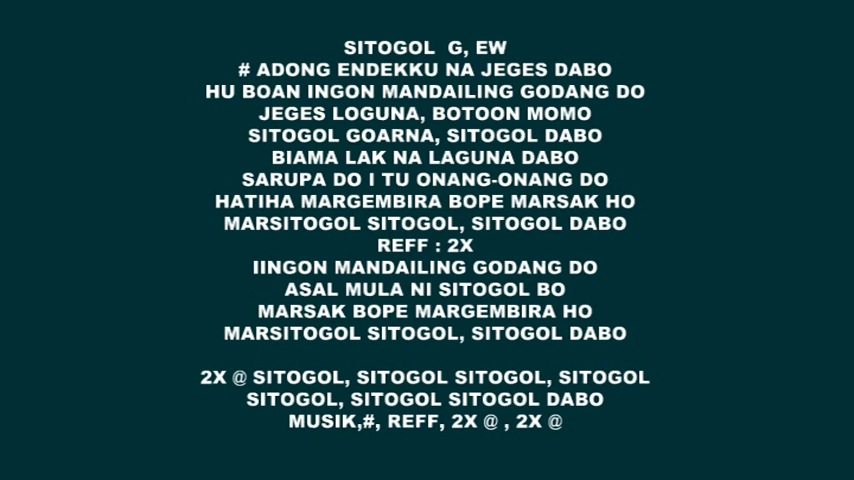 SITOGOL G, EW
# ADONG ENDEKKU NA JEGES DABO
HU BOAN INGON MANDAILING GODANG DO
JEGES LOGUNA, BOTOON MOMO
SITOGOL GOARNA, SITOGOL DABO
BIAMA LAK NA LAGUNA DABO
SARUPA DO I TU ONANG-ONANG DO
HATIHA MARGEMBIRA BOPE MARSAK HO
MARSITOGOL SITOGOL, SITOGOL DABO
REFF : 2X
IINGON MANDAILING GODANG DO
ASAL MULA NI SITOGOL BO
MARSAK BOPE MARGEMBIRA HO
MARSITOGOL SITOGOL, SITOGOL DABO
2X @ SITOGOL, SITOGOL SITOGOL, SITOGOL
SITOGOL, SITOGOL SITOGOL DABO
MUSIK,#, REFF, 2X @ , 2X @